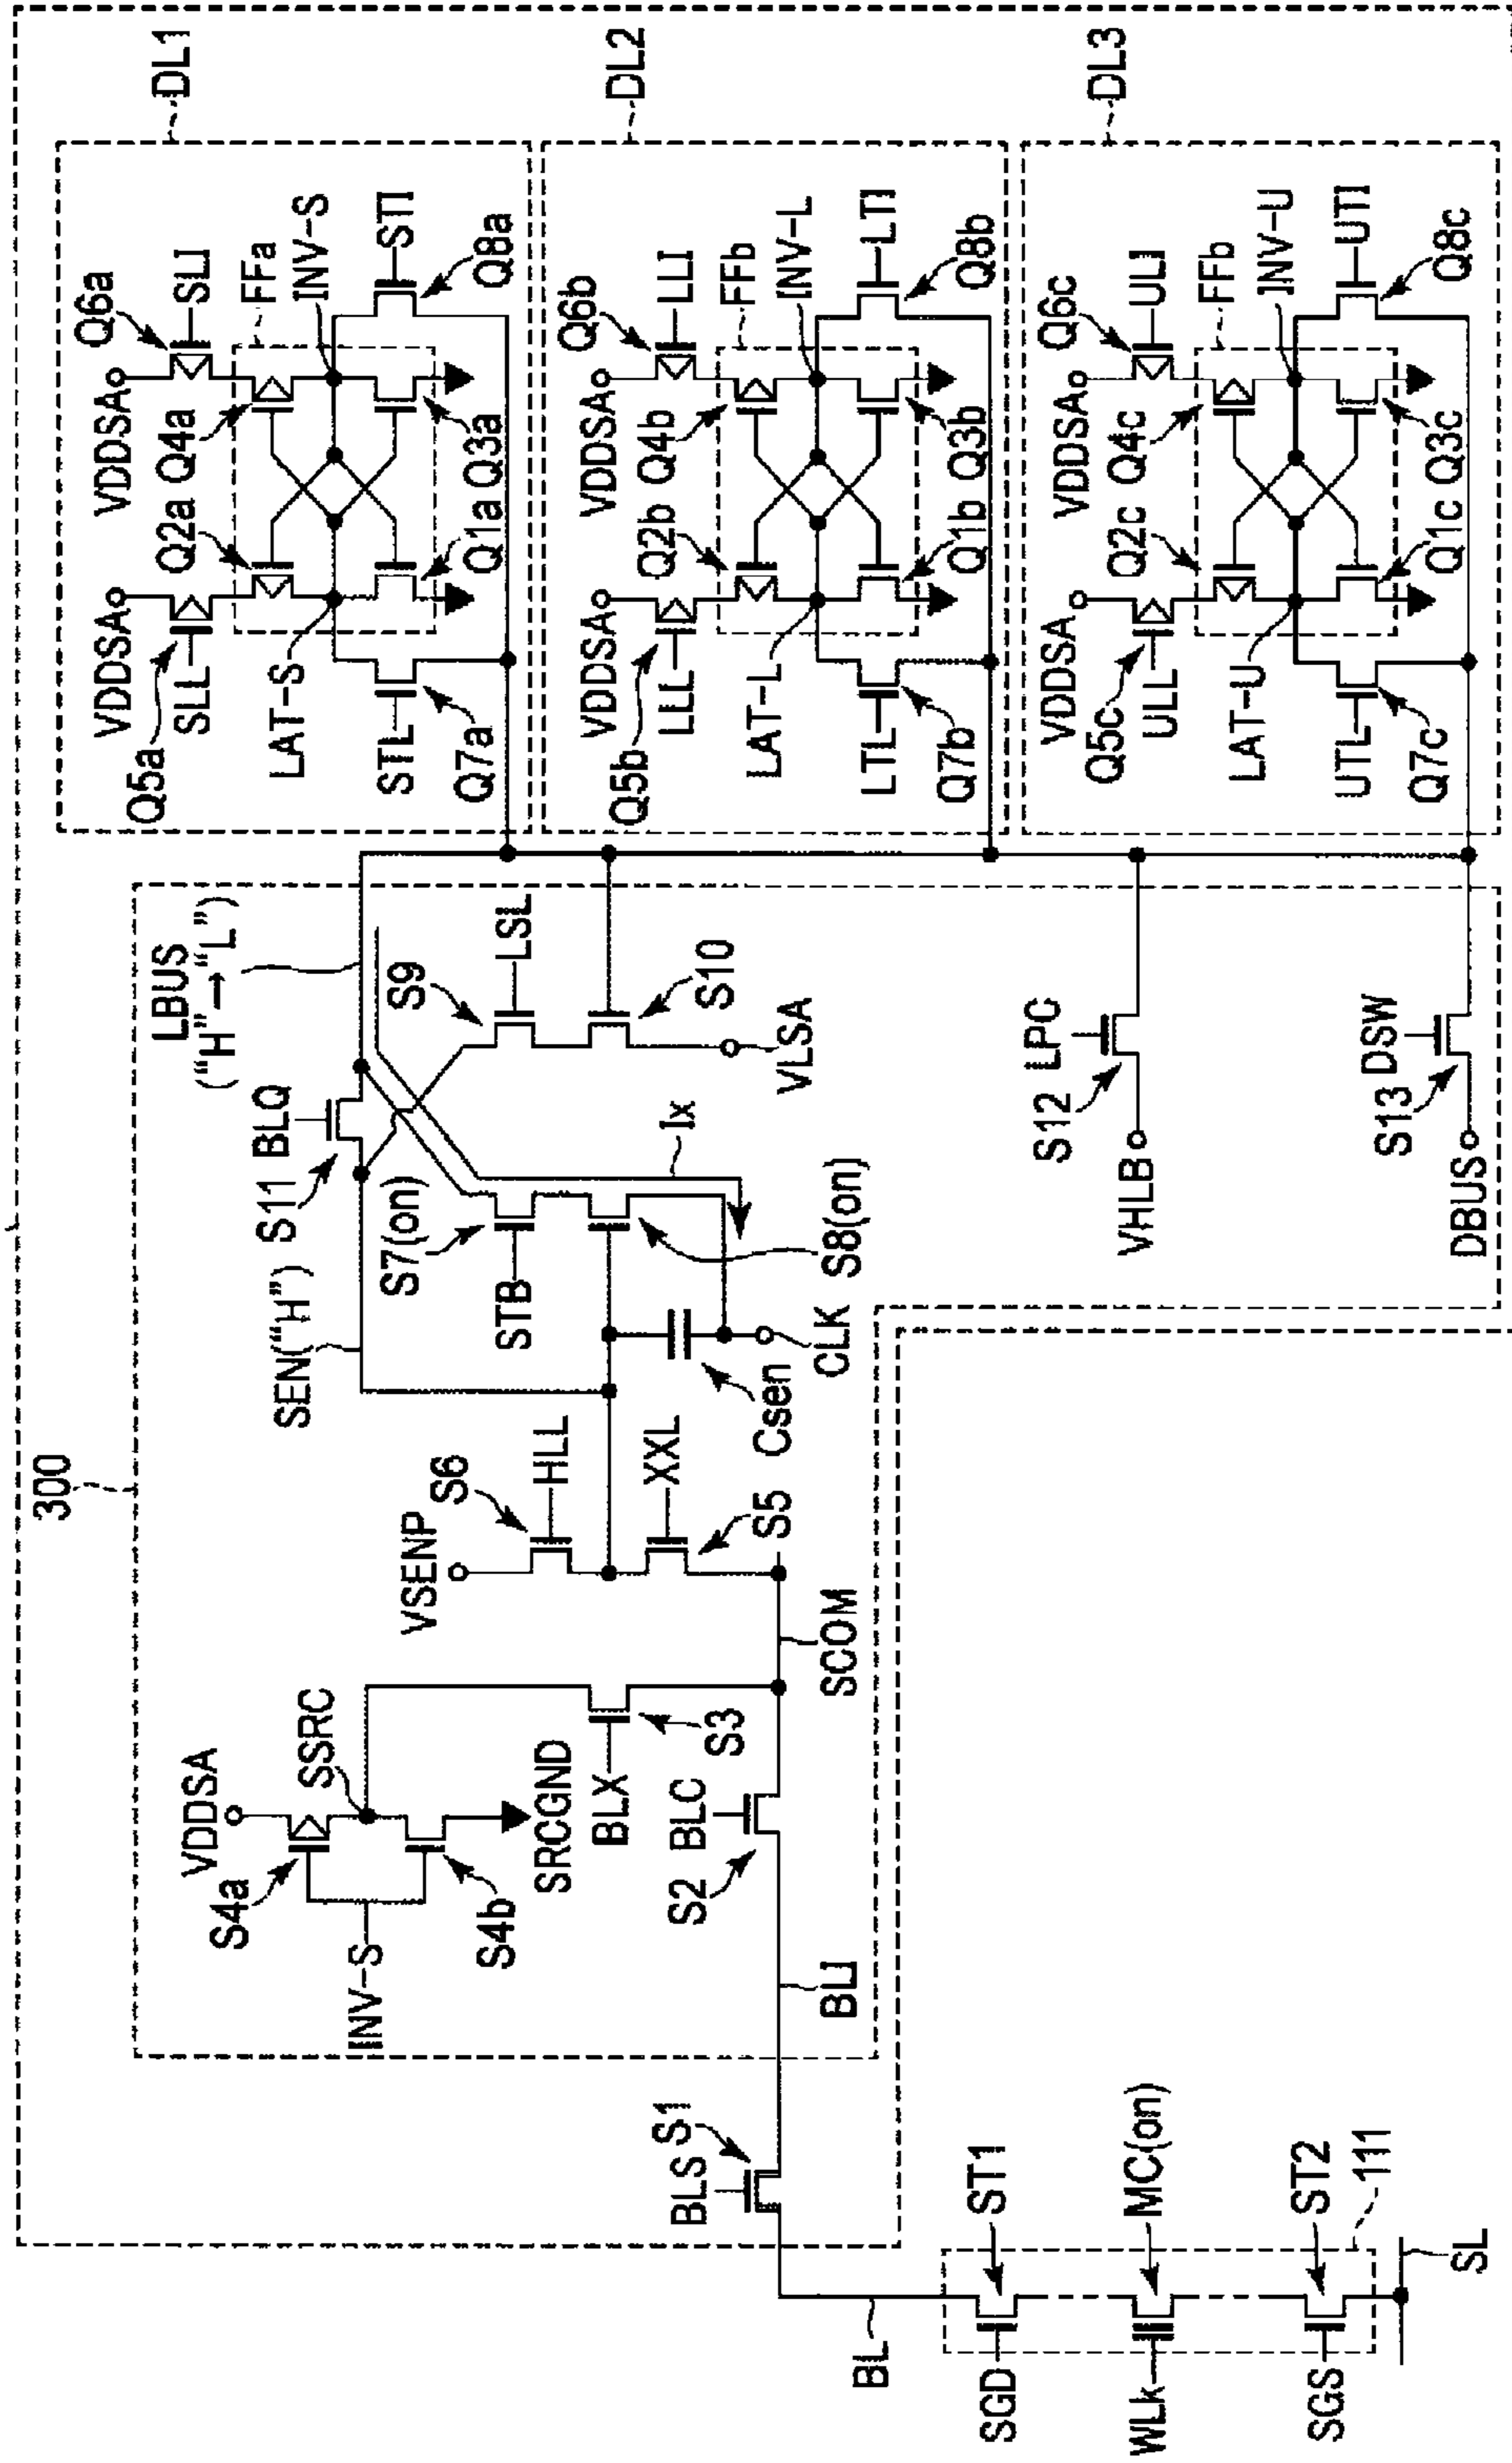 300
DL1
VDDSA
VDDSA
Q6a
Q5a
Q2a
Q4a
SLL
SLI
FFa
LAT-S
INV-S
STL
STI
Q7a
Q1a
Q3a
Q8a
DL2
VDDSA
VDDSA
Q6b
Q5b
Q2b
Q4b
LLL
LLI
FFb
LAT-L
INV-L
LTL
LTI
Q7b
Q1b
Q3b
Q8b
DL3
VDDSA
VDDSA
Q6c
Q5c
Q2c
Q4c
ULL
ULI
FFb
LAT-U
INV-U
UTL
UTI
Q7c
Q1c
Q3c
Q8c
LBUS
("H"→"L")
SEN("H")
S11
BLQ
S9
LSL
S7(on)
STB
S10
S8(on)
Ix
VLSA
Csen
CLK
VSENP
S6
HLL
XXL
S5
SCOM
VDDSA
SSRC
S4a
INV-S
S4b
SRCGND
BLX
S3
S2
BLC
BLI
S12
LPC
VHLB
S13
DSW
DBUS
BLS
S1
BL
SGD
ST1
WLk
MC(on)
SGS
ST2
111
SL